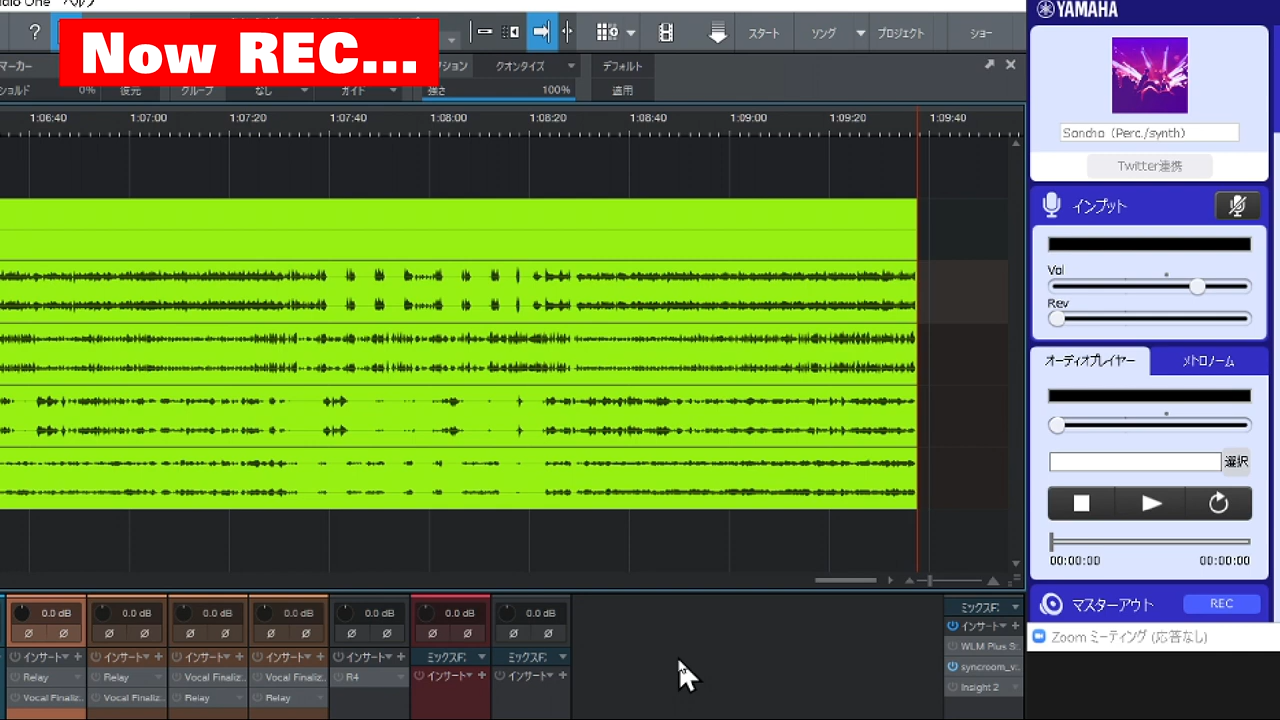 dio One ヘルプ
YAMAHA
?
Now REC...
クション
クオンタイズ
デフォルト
スタート
ソング
プロジェクト
ショー
マーカー
ショルド
0%
復元
グループ
なし
ガイド
強さ
100%
適用
1:06:40
1:07:00
1:07:20
1:07:40
1:08:00
1:08:20
1:08:40
1:09:00
1:09:20
1:09:40
Sancho (Perc./synth)
Twitter連携
インプット
Vol
Rev
オーディオプレイヤー
メトロノーム
選択
00:00:00
00:00:00
マスターアウト
REC
Zoom ミーティング (応答なし)
0.0 dB
0.0 dB
0.0 dB
0.0 dB
0.0 dB
0.0 dB
0.0 dB
インサート
インサート
インサート
インサート
インサート
ミックスF.
ミックスF.
Relay
Relay
Vocal Finaliz..
Vocal Finaliz..
R4
インサート
インサート
Vocal Finaliz..
Vocal Finaliz..
Relay
Relay
ミックスF.
インサート
WLM Plus S..
syncroom_v..
Insight 2